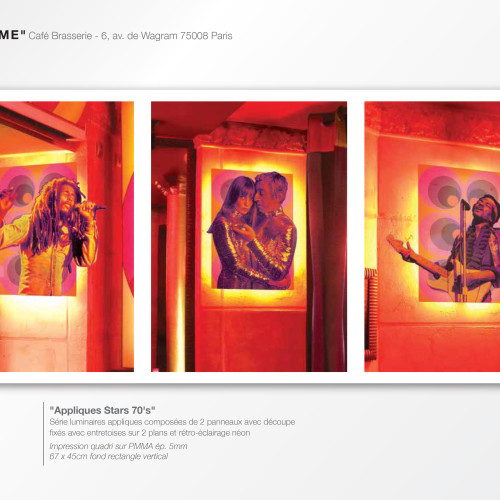 ME" Café Brasserie - 6, av. de Wagram 75008 Paris
"Appliques Stars 70's"
Série luminaires appliques composées de 2 panneaux avec découpe
fixés avec entretoises sur 2 plans et rétro-éclairage néon
Impression quadri sur PMMA ép. 5mm
67 x 45cm fond rectangle vertical